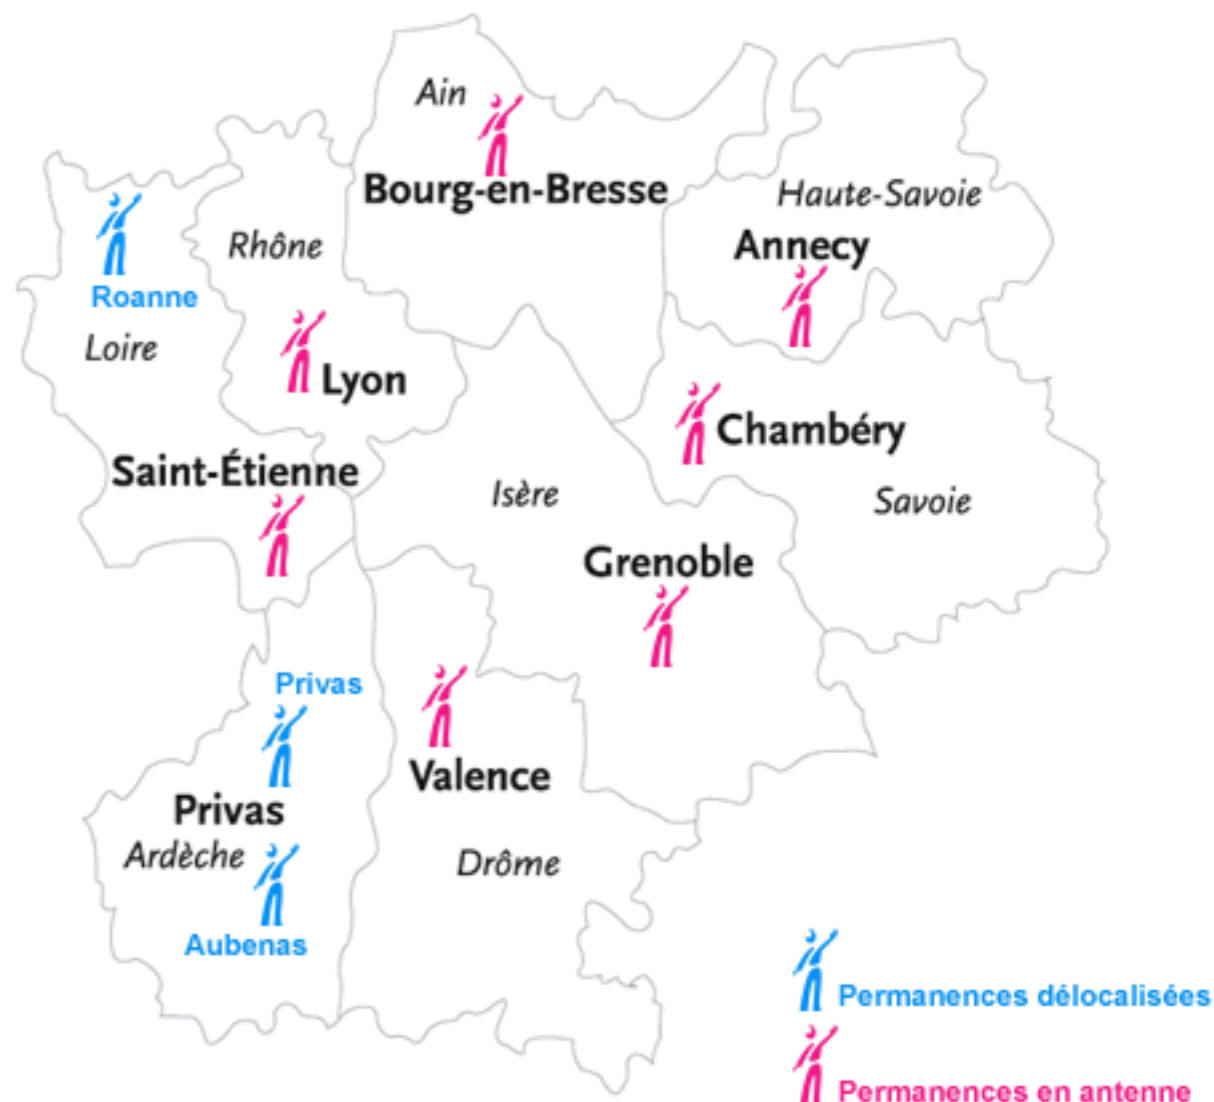 Ain
Bourg-en-Bresse
Haute-Savoie
Annecy
Rhône
Roanne
Loire
Lyon
Chambéry
Saint-Étienne
Isère
Savoie
Grenoble
Privas
Valence
Privas
Ardèche
Drôme
Aubenas
Permanences délocalisées
Permanences en antenne